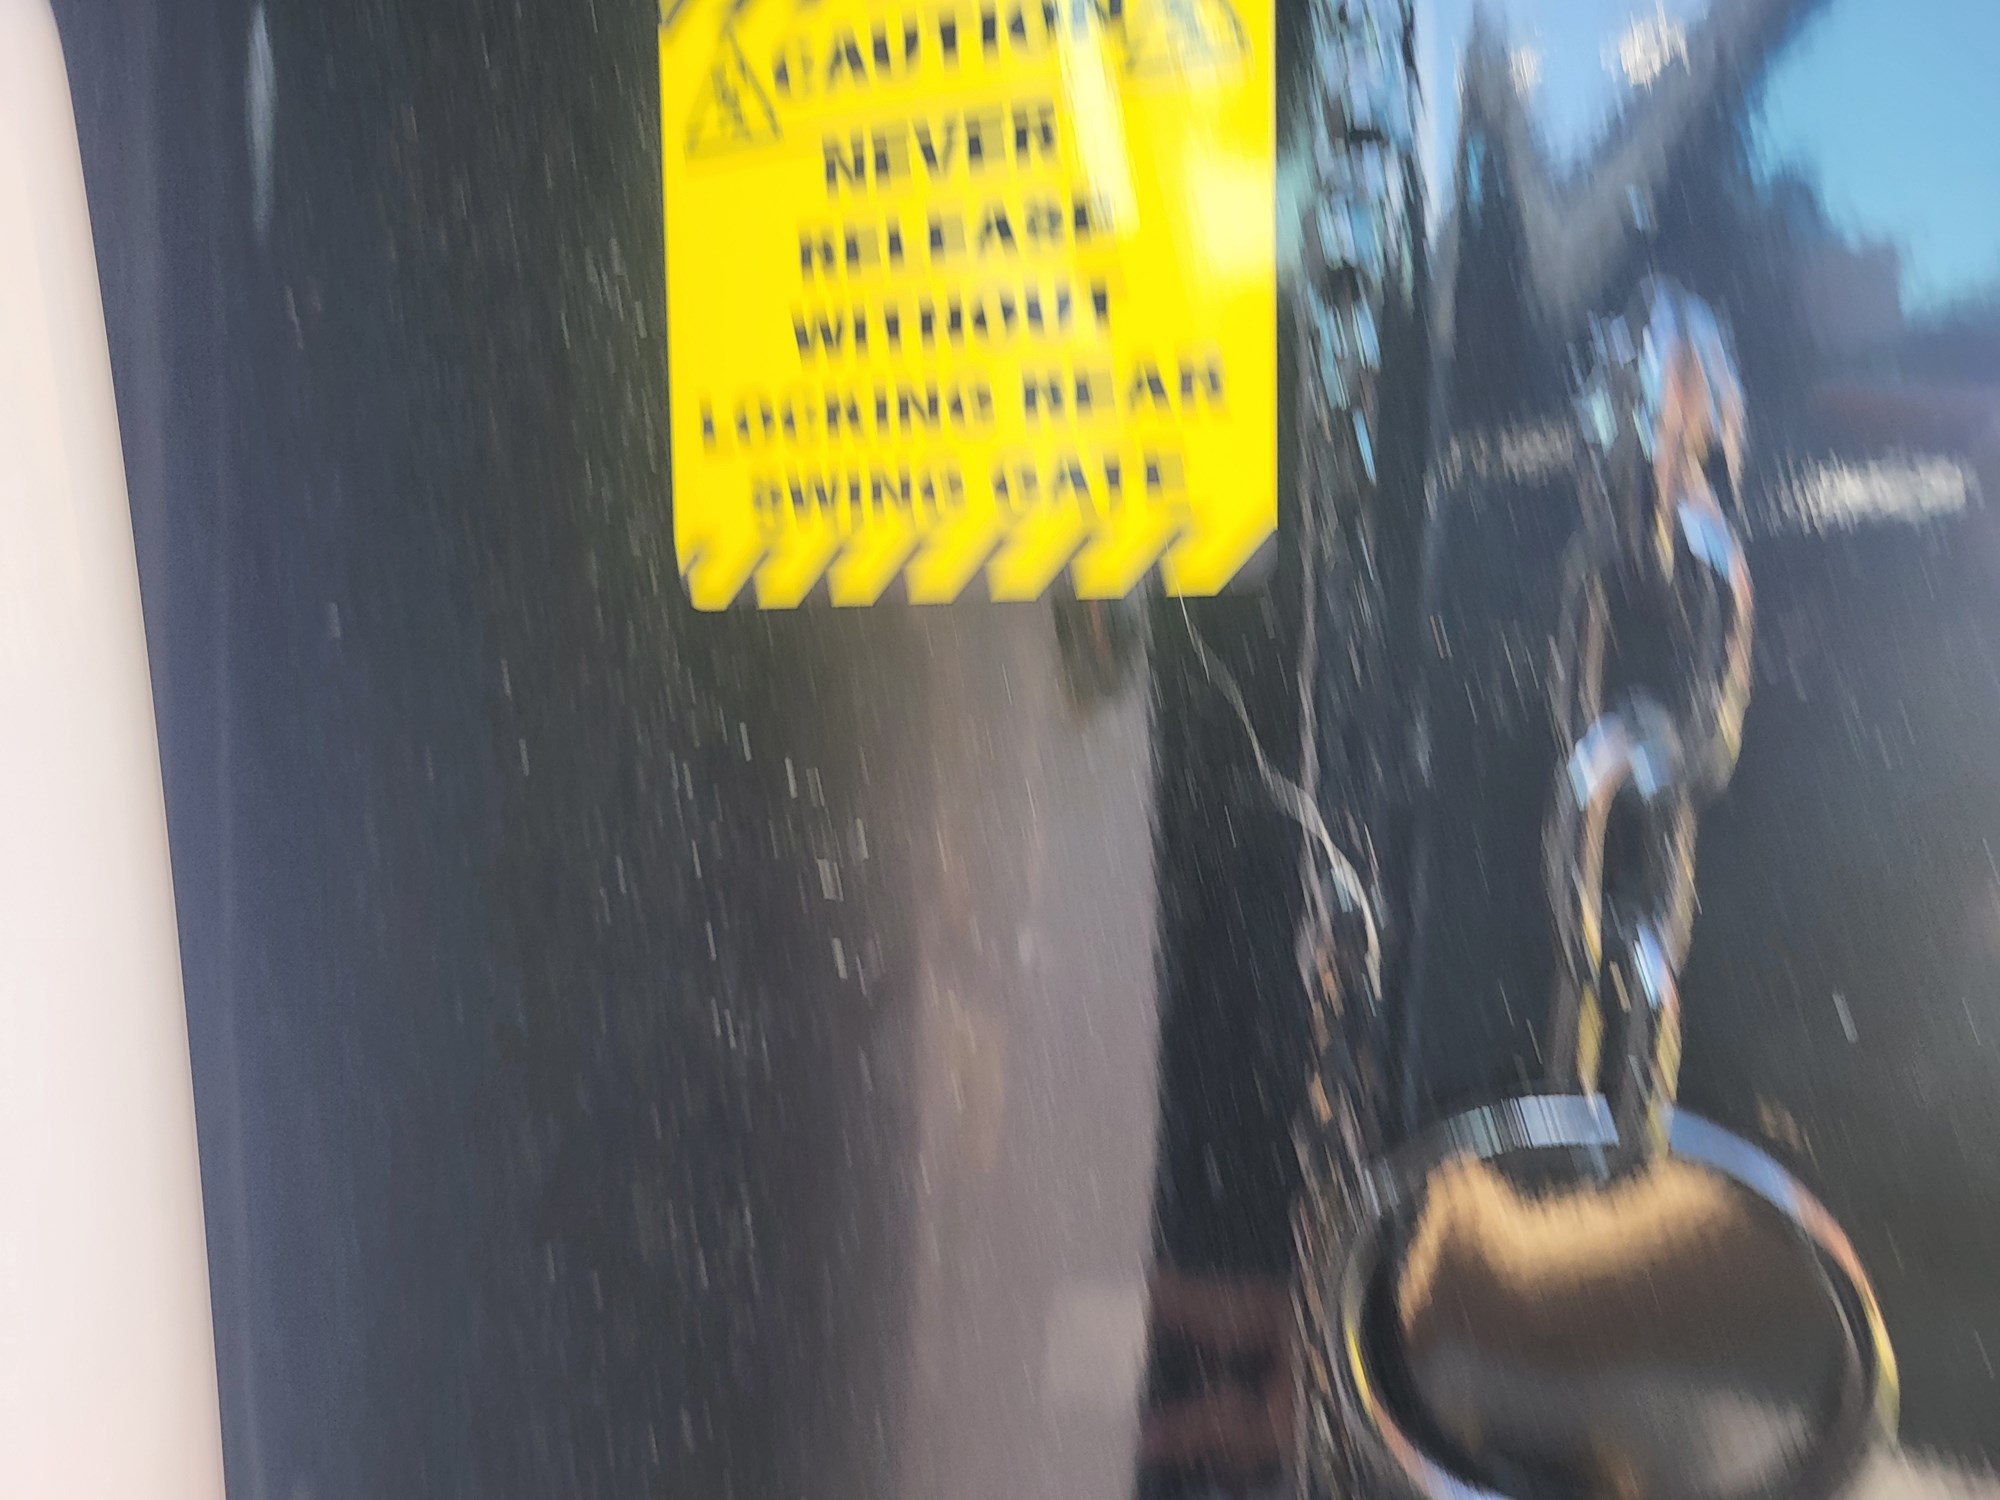 CAUTION
NEVER
RELEASE
WITHOUT
LOCKING REAR
SWING GATE